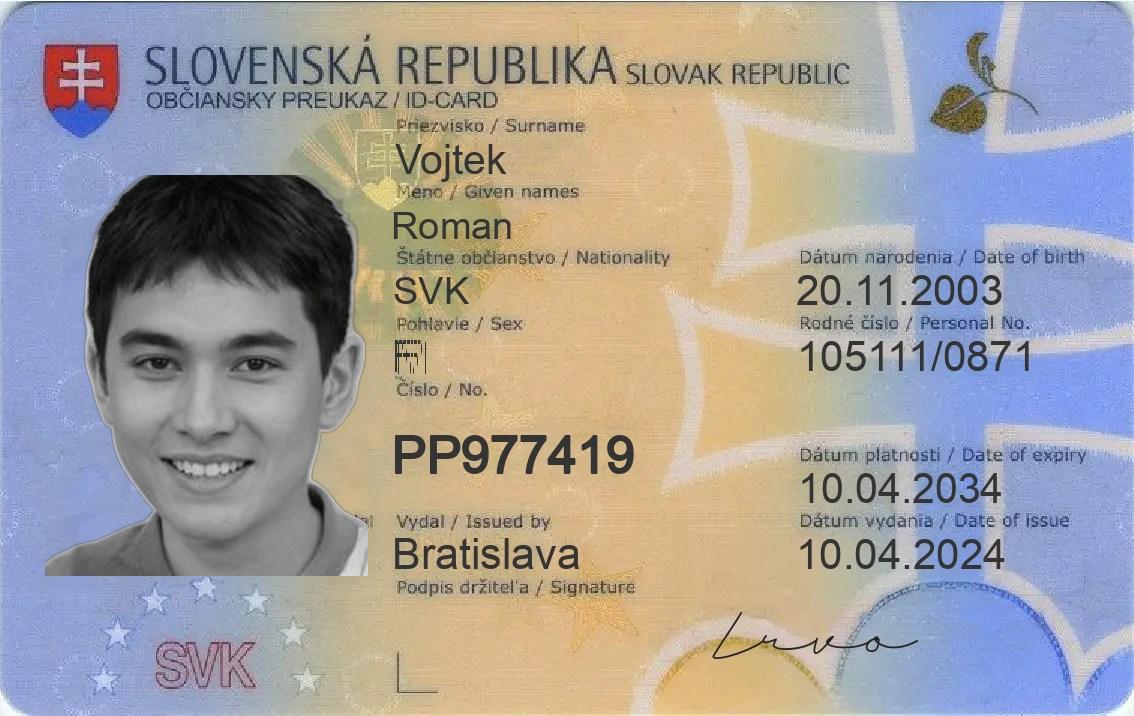 SLOVENSKÁ REPUBLIKA SLOVAK REPUBLIC
OBČIANSKY PREUKAZ / ID-CARD
Priezvisko / Surname
Vojtek
Meno / Given names
Roman
Štátne občianstvo / Nationality
SVK
Dátum narodenia / Date of birth
20.11.2003
Pohlavie / Sex
Rodné číslo / Personal No.
105111/0871
Číslo / No.
PP977419
Dátum platnosti / Date of expiry
10.04.2034
Vydal / Issued by
Bratislava
Dátum vydania / Date of issue
10.04.2024
Podpis držiteľa / Signature
SVK